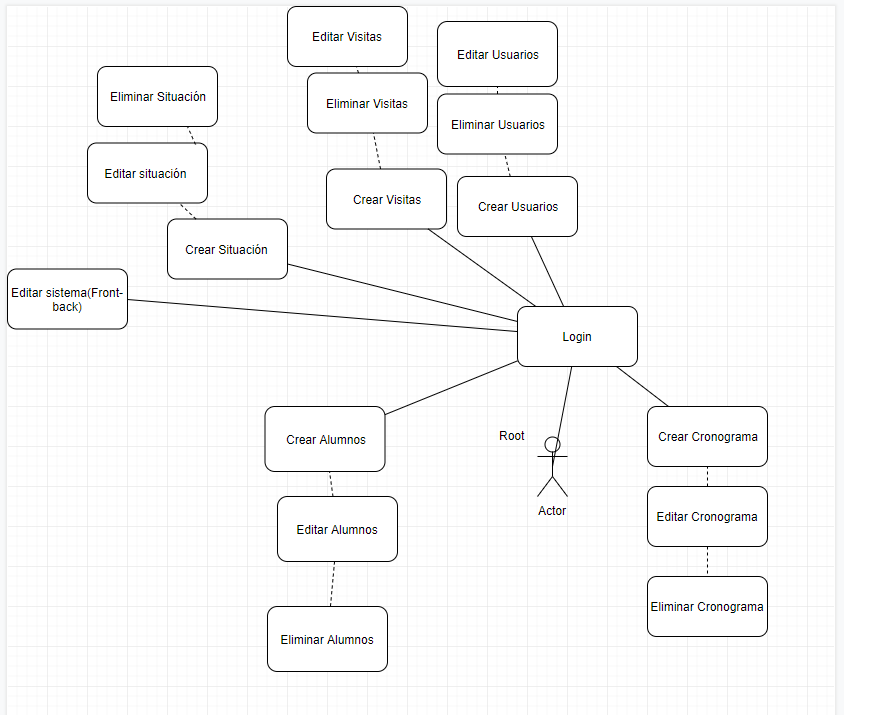 Editar Visitas
Editar Usuarios
Eliminar Situación
Eliminar Visitas
Eliminar Usuarios
Editar situación
Crear Visitas
Crear Usuarios
Crear Situación
Editar sistema(Front-
back)
Login
Crear Alumnos
Root
Crear Cronograma
Actor
Editar Cronograma
Editar Alumnos
Eliminar Cronograma
Eliminar Alumnos